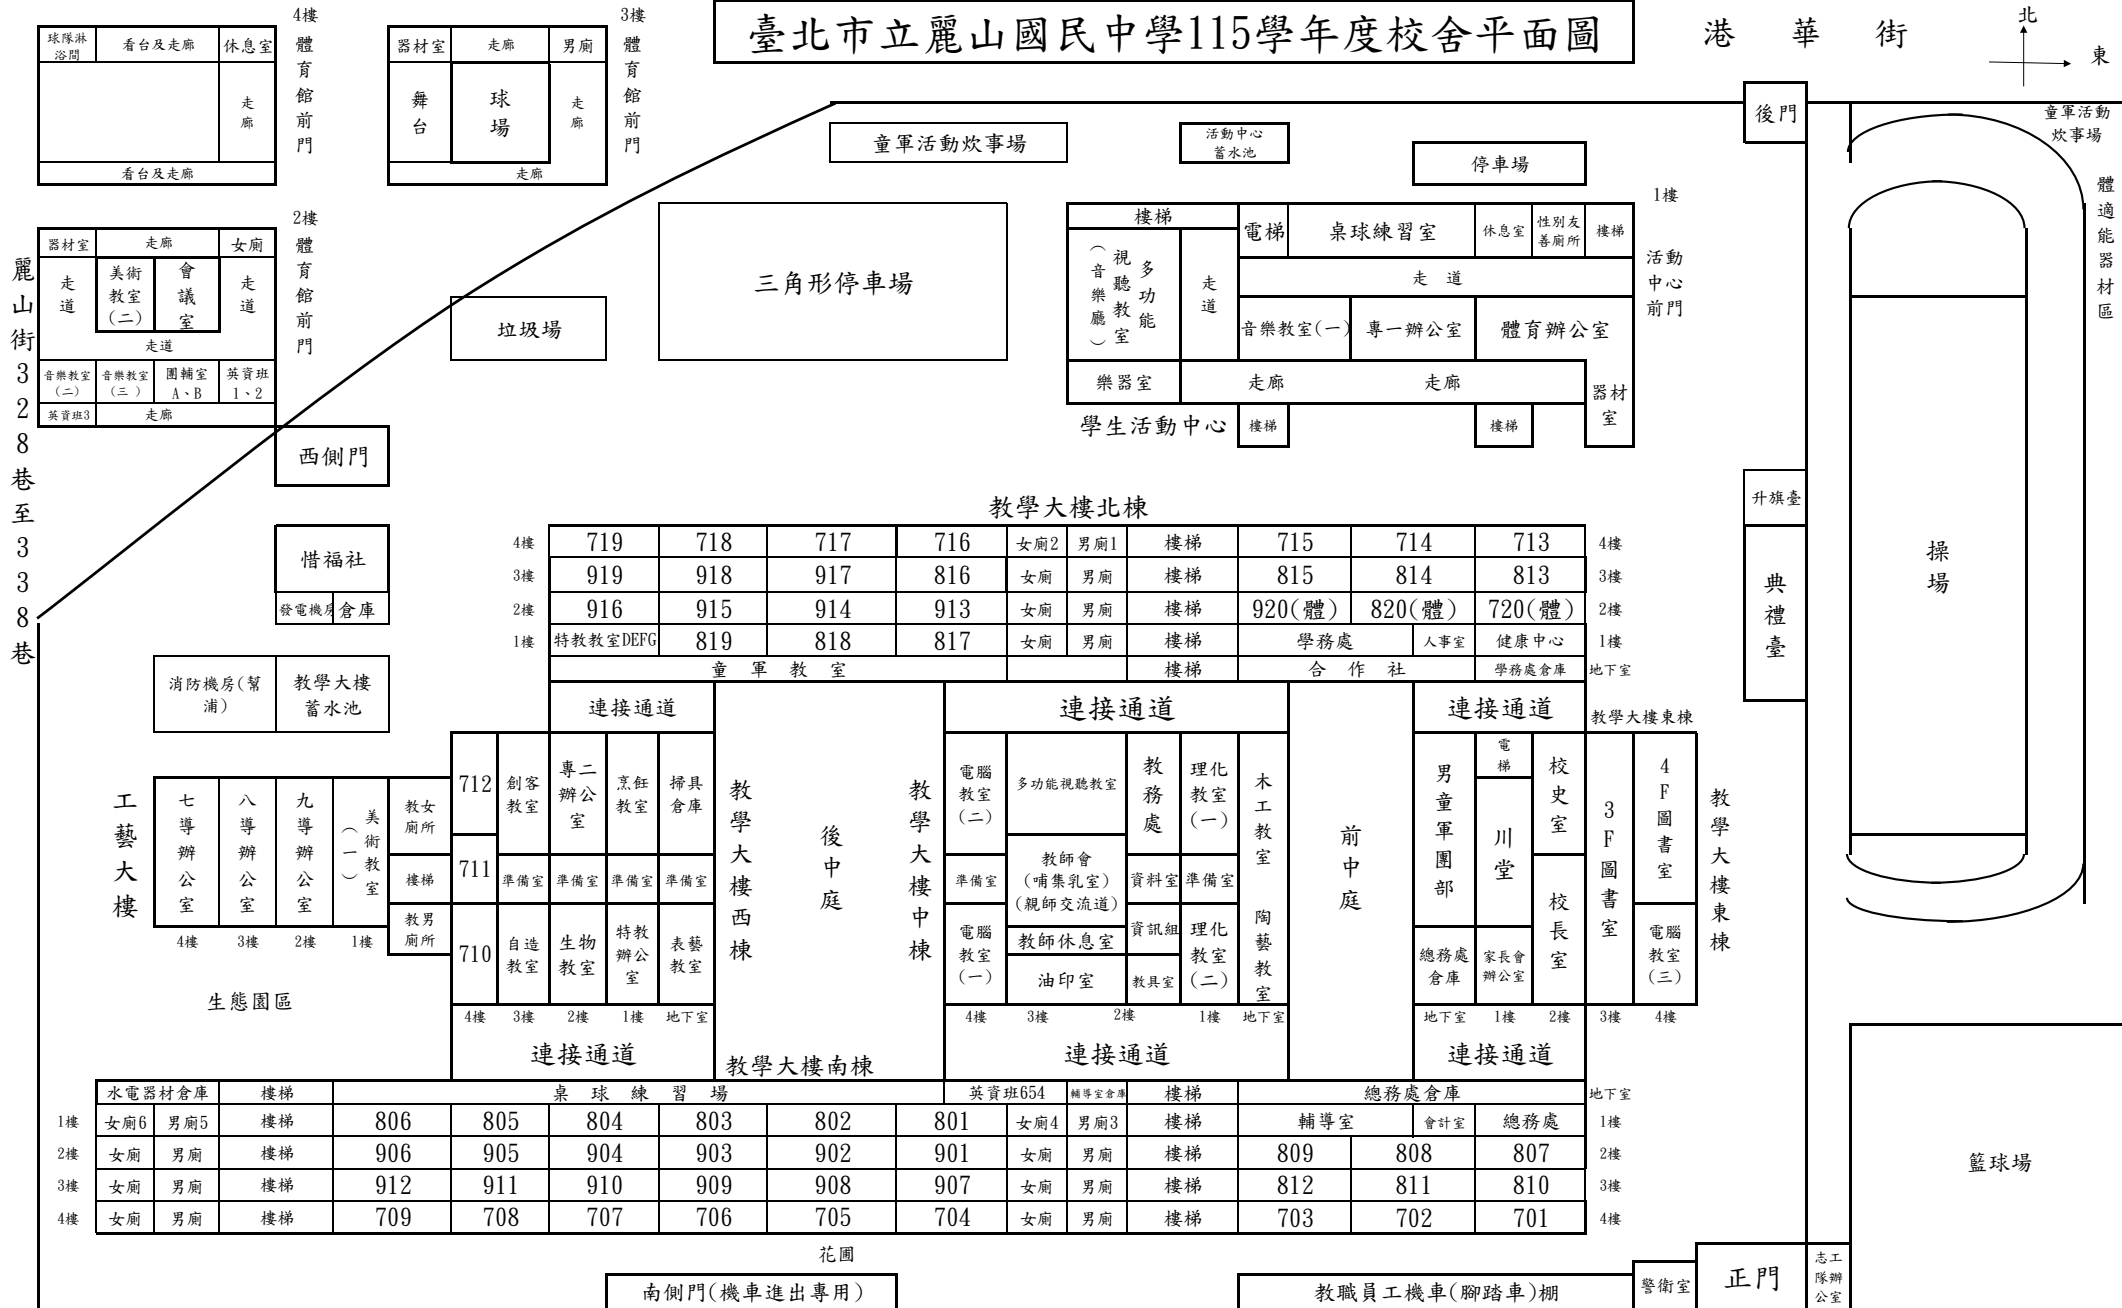 臺北市立麗山國民中學115學年度校舍平面圖
港華街
北
東
4樓
體育館前門
球隊淋浴間
看台及走廊
休息室
走廊
看台及走廊
3樓
體育館前門
器材室
走廊
男廁
舞台
球場
走廊
走廊
2樓
體育館前門
器材室
走廊
女廁
走道
美術教室(二)
會議室
走道
走道
音樂教室(二)
音樂教室(三)
團輔室A、B
英資班1、2
英資班3
走廊
麗山街328巷至338巷
西側門
垃圾場
三角形停車場
童軍活動炊事場
活動中心蓄水池
停車場
後門
童軍活動炊事場
體適能器材區
1樓
活動中心前門
樓梯
電梯
桌球練習室
休息室
性別友善廁所
樓梯
多功能視聽教室(音樂廳)
走道
走道
音樂教室(一)
專一辦公室
體育辦公室
樂器室
走廊
走廊
器材室
學生活動中心
樓梯
樓梯
升旗臺
典禮臺
操場
惜福社
發電機房
倉庫
消防機房(幫浦)
教學大樓蓄水池
教學大樓北棟
4樓 719 718 717 716 女廁2 男廁1 樓梯 715 714 713 4樓
3樓 919 918 917 816 女廁 男廁 樓梯 815 814 813 3樓
2樓 916 915 914 913 女廁 男廁 樓梯 920(體) 820(體) 720(體) 2樓
1樓 特教教室DEFG 819 818 817 女廁 男廁 樓梯 學務處 人事室 健康中心 1樓
童軍教室 樓梯 合作社 學務處倉庫 地下室
連接通道
連接通道
連接通道
教學大樓東棟
工藝大樓
七導辦公室
八導辦公室
九導辦公室
美術教室(一)
教女廁所
樓梯
教男廁所
4樓 3樓 2樓 1樓
生態園區
712
711
710
創客教室
準備室
自造教室
專二辦公室
準備室
生物教室
烹飪教室
準備室
特教辦公室
掃具倉庫
準備室
表藝教室
4樓 3樓 2樓 1樓 地下室
教學大樓西棟
後中庭
教學大樓中棟
電腦教室(二)
準備室
電腦教室(一)
多功能視聽教室
教師會
(哺集乳室)
(親師交流道)
教師休息室
油印室
教務處
資料室
資訊組
教具室
理化教室(一)
準備室
理化教室(二)
木工教室
陶藝教室
4樓 3樓 2樓 1樓 地下室
前中庭
男童軍團部
總務處倉庫
電梯
川堂
家長會辦公室
校史室
校長室
3F圖書室
4F圖書室
電腦教室(三)
地下室 1樓 2樓 3樓 4樓
教學大樓東棟
連接通道
連接通道
連接通道
教學大樓南棟
水電器材倉庫 樓梯 桌球練習場 英資班654 輔導室倉庫 樓梯 總務處倉庫 地下室
1樓 女廁6 男廁5 樓梯 806 805 804 803 802 801 女廁4 男廁3 樓梯 輔導室 會計室 總務處 1樓
2樓 女廁 男廁 樓梯 906 905 904 903 902 901 女廁 男廁 樓梯 809 808 807 2樓
3樓 女廁 男廁 樓梯 912 911 910 909 908 907 女廁 男廁 樓梯 812 811 810 3樓
4樓 女廁 男廁 樓梯 709 708 707 706 705 704 女廁 男廁 樓梯 703 702 701 4樓
籃球場
花圃
南側門(機車進出專用)
教職員工機車(腳踏車)棚
警衛室
正門
志工隊辦公室